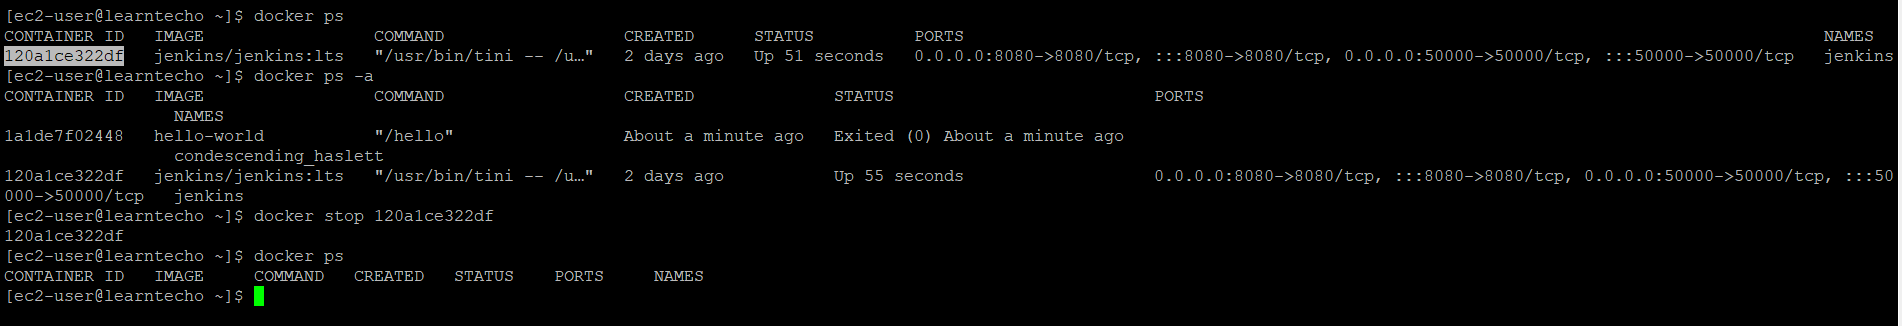 [ec2-user@learntecho ~]$ docker ps
CONTAINER ID   IMAGE                 COMMAND                  CREATED      STATUS          PORTS                                                                                      NAMES
120a1ce322df   jenkins/jenkins:lts   "/usr/bin/tini -- /u…"   2 days ago   Up 51 seconds   0.0.0.0:8080->8080/tcp, :::8080->8080/tcp, 0.0.0.0:50000->50000/tcp, :::50000->50000/tcp   jenkins
[ec2-user@learntecho ~]$ docker ps -a
CONTAINER ID   IMAGE                 COMMAND                  CREATED              STATUS                          PORTS
                 NAMES
1a1de7f02448   hello-world           "/hello"                 About a minute ago   Exited (0) About a minute ago
                 condescending_haslett
120a1ce322df   jenkins/jenkins:lts   "/usr/bin/tini -- /u…"   2 days ago           Up 55 seconds                   0.0.0.0:8080->8080/tcp, :::8080->8080/tcp, 0.0.0.0:50000->50000/tcp, :::50
000->50000/tcp   jenkins
[ec2-user@learntecho ~]$ docker stop 120a1ce322df
120a1ce322df
[ec2-user@learntecho ~]$ docker ps
CONTAINER ID   IMAGE     COMMAND   CREATED   STATUS    PORTS     NAMES
[ec2-user@learntecho ~]$